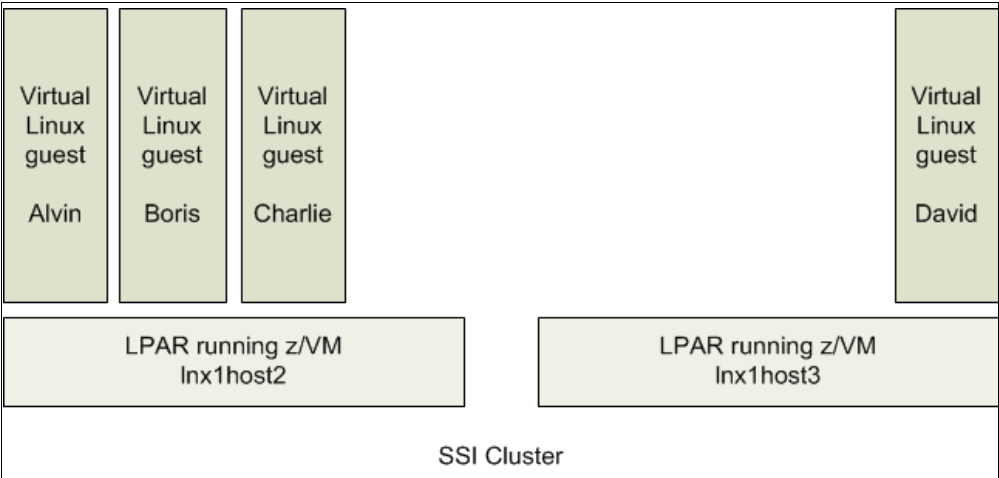 Virtual
Linux
guest
Alvin
Virtual
Linux
guest
Boris
Virtual
Linux
guest
Charlie
Virtual
Linux
guest
David
LPAR running z/VM
lnx1host2
LPAR running z/VM
lnx1host3
SSI Cluster